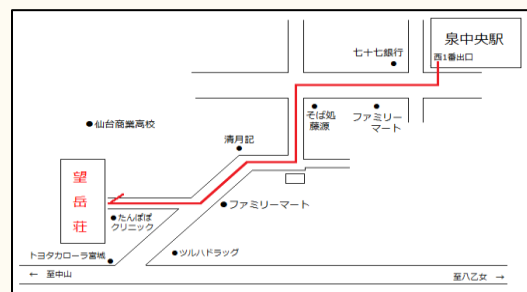 泉中央駅
西1番出口
七十七銀行
そば処
藤源
ファミリー
マート
仙台商業高校
清月記
望岳荘
たんぽぽ
クリニック
ファミリーマート
トヨタカローラ宮城
ツルハドラッグ
← 至中山
至八乙女 →